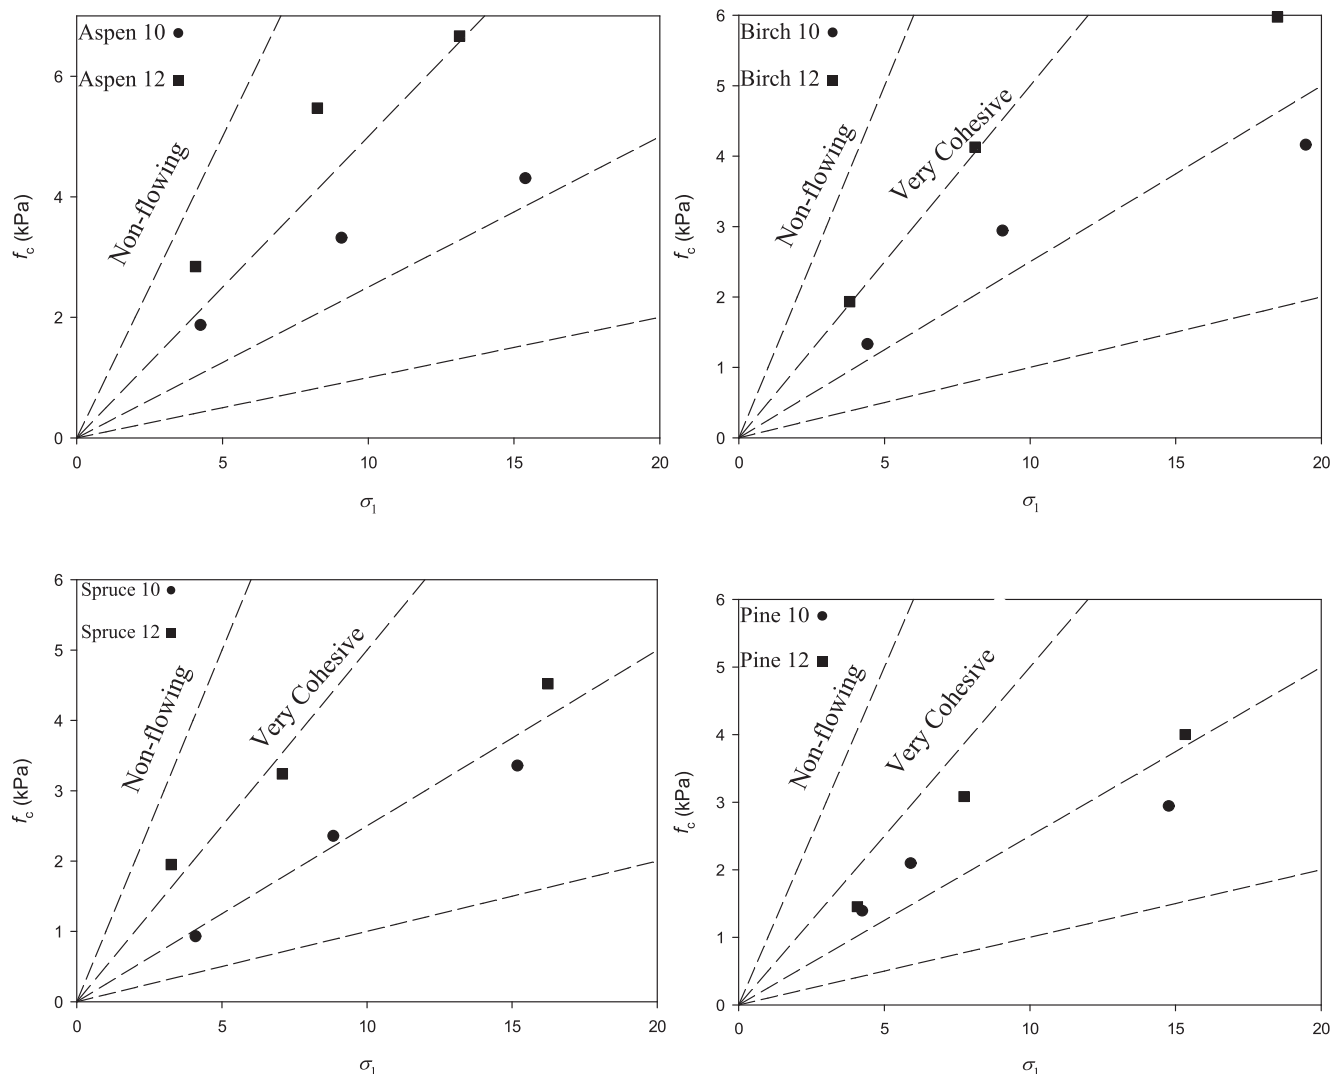 Aspen 10
Aspen 12
Non-flowing
6
4
2
0
f_c (kPa)
0 5 10 15 20
σ₁
Birch 10
Birch 12
Non-flowing
Very Cohesive
6
5
4
3
2
1
0
f_c (kPa)
0 5 10 15 20
σ₁
Spruce 10
Spruce 12
Non-flowing
Very Cohesive
6
5
4
3
2
1
0
f_c (kPa)
0 5 10 15 20
σ₁
Pine 10
Pine 12
Non-flowing
Very Cohesive
6
5
4
3
2
1
0
f_c (kPa)
0 5 10 15 20
σ₁